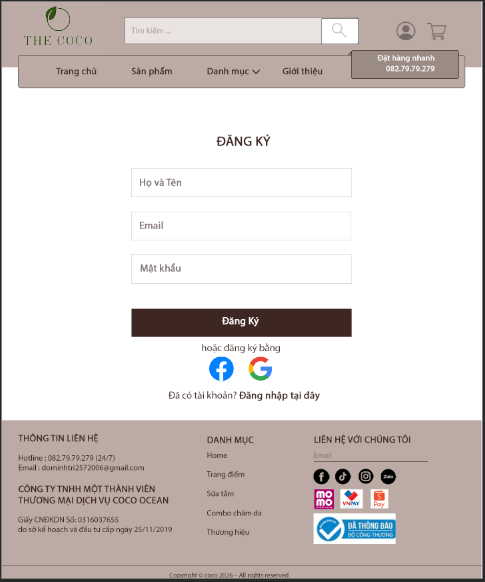 THE COCO
Tìm kiếm ...
Đặt hàng nhanh
082.79.79.279
Trang chủ
Sản phẩm
Danh mục
Giới thiệu
ĐĂNG KÝ
Họ và Tên
Email
Mật khẩu
Đăng Ký
hoặc đăng ký bằng
Đã có tài khoản? Đăng nhập tại đây
THÔNG TIN LIÊN HỆ
Hotline : 082.79.79.279 (24/7)
Email : dominhtri2572006@gmail.com
CÔNG TY TNHH MỘT THÀNH VIÊN
THƯƠNG MẠI DỊCH VỤ COCO OCEAN
Giấy CNĐKDN Số: 0316037655
do sở kế hoạch và đầu tư cấp ngày 25/11/2019
DANH MỤC
Home
Trang điểm
Sữa tắm
Combo chăm da
Thương hiệu
LIÊN HỆ VỚI CHÚNG TÔI
Email
Zalo
MOMO
VNPAY
Pay
ĐÃ THÔNG BÁO
BỘ CÔNG THƯƠNG
Copyright © coco 2026 – All rights reserved